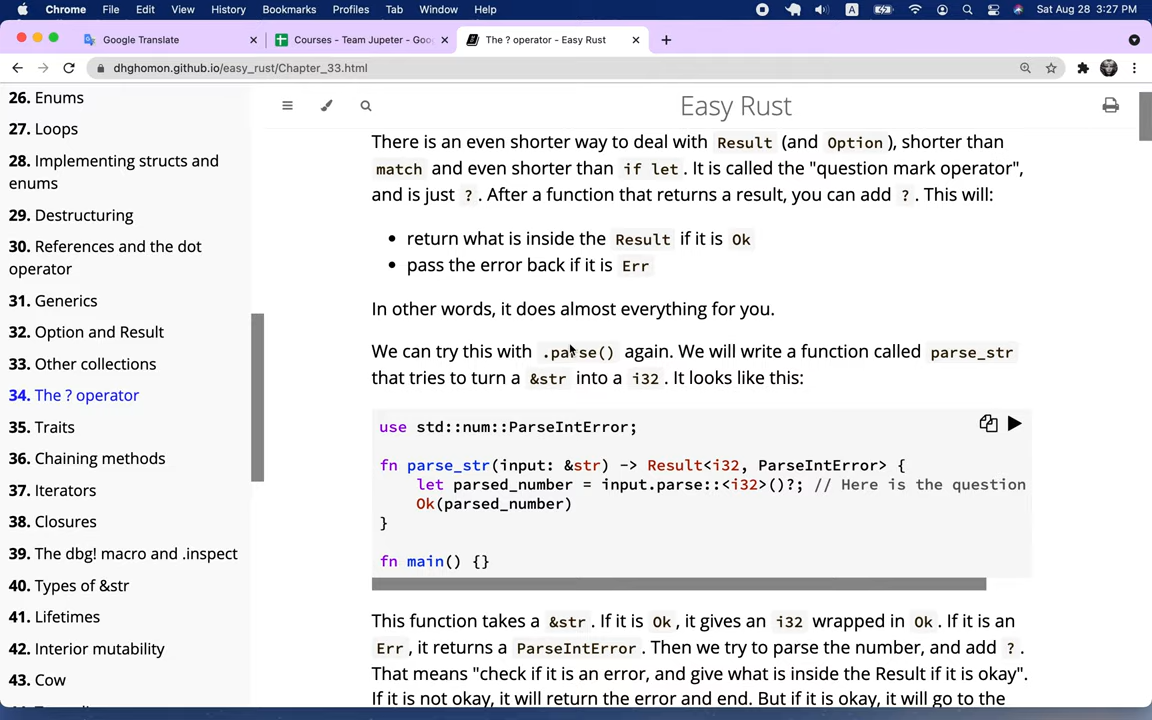 Chrome File Edit View History Bookmarks Profiles Tab Window Help A Sat Aug 28 3:27 PM
Google Translate Courses - Team Jupeter - Goo The ? operator - Easy Rust
dhghomon.github.io/easy_rust/Chapter_33.html
26. Enums
27. Loops
28. Implementing structs and
enums
29. Destructuring
30. References and the dot
operator
31. Generics
32. Option and Result
33. Other collections
34. The ? operator
35. Traits
36. Chaining methods
37. Iterators
38. Closures
39. The dbg! macro and .inspect
40. Types of &str
41. Lifetimes
42. Interior mutability
43. Cow
Easy Rust
There is an even shorter way to deal with Result (and Option), shorter than
match and even shorter than if let. It is called the "question mark operator",
and is just ?. After a function that returns a result, you can add ?. This will:
• return what is inside the Result if it is Ok
• pass the error back if it is Err
In other words, it does almost everything for you.
We can try this with .parse() again. We will write a function called parse_str
that tries to turn a &str into a i32. It looks like this:
use std::num::ParseIntError;
fn parse_str(input: &str) -> Result<i32, ParseIntError> {
let parsed_number = input.parse::<i32>()?; // Here is the question
Ok(parsed_number)
}
fn main() {}
This function takes a &str. If it is Ok, it gives an i32 wrapped in Ok. If it is an
Err, it returns a ParseIntError. Then we try to parse the number, and add ?.
That means "check if it is an error, and give what is inside the Result if it is okay".
If it is not okay, it will return the error and end. But if it is okay, it will go to the